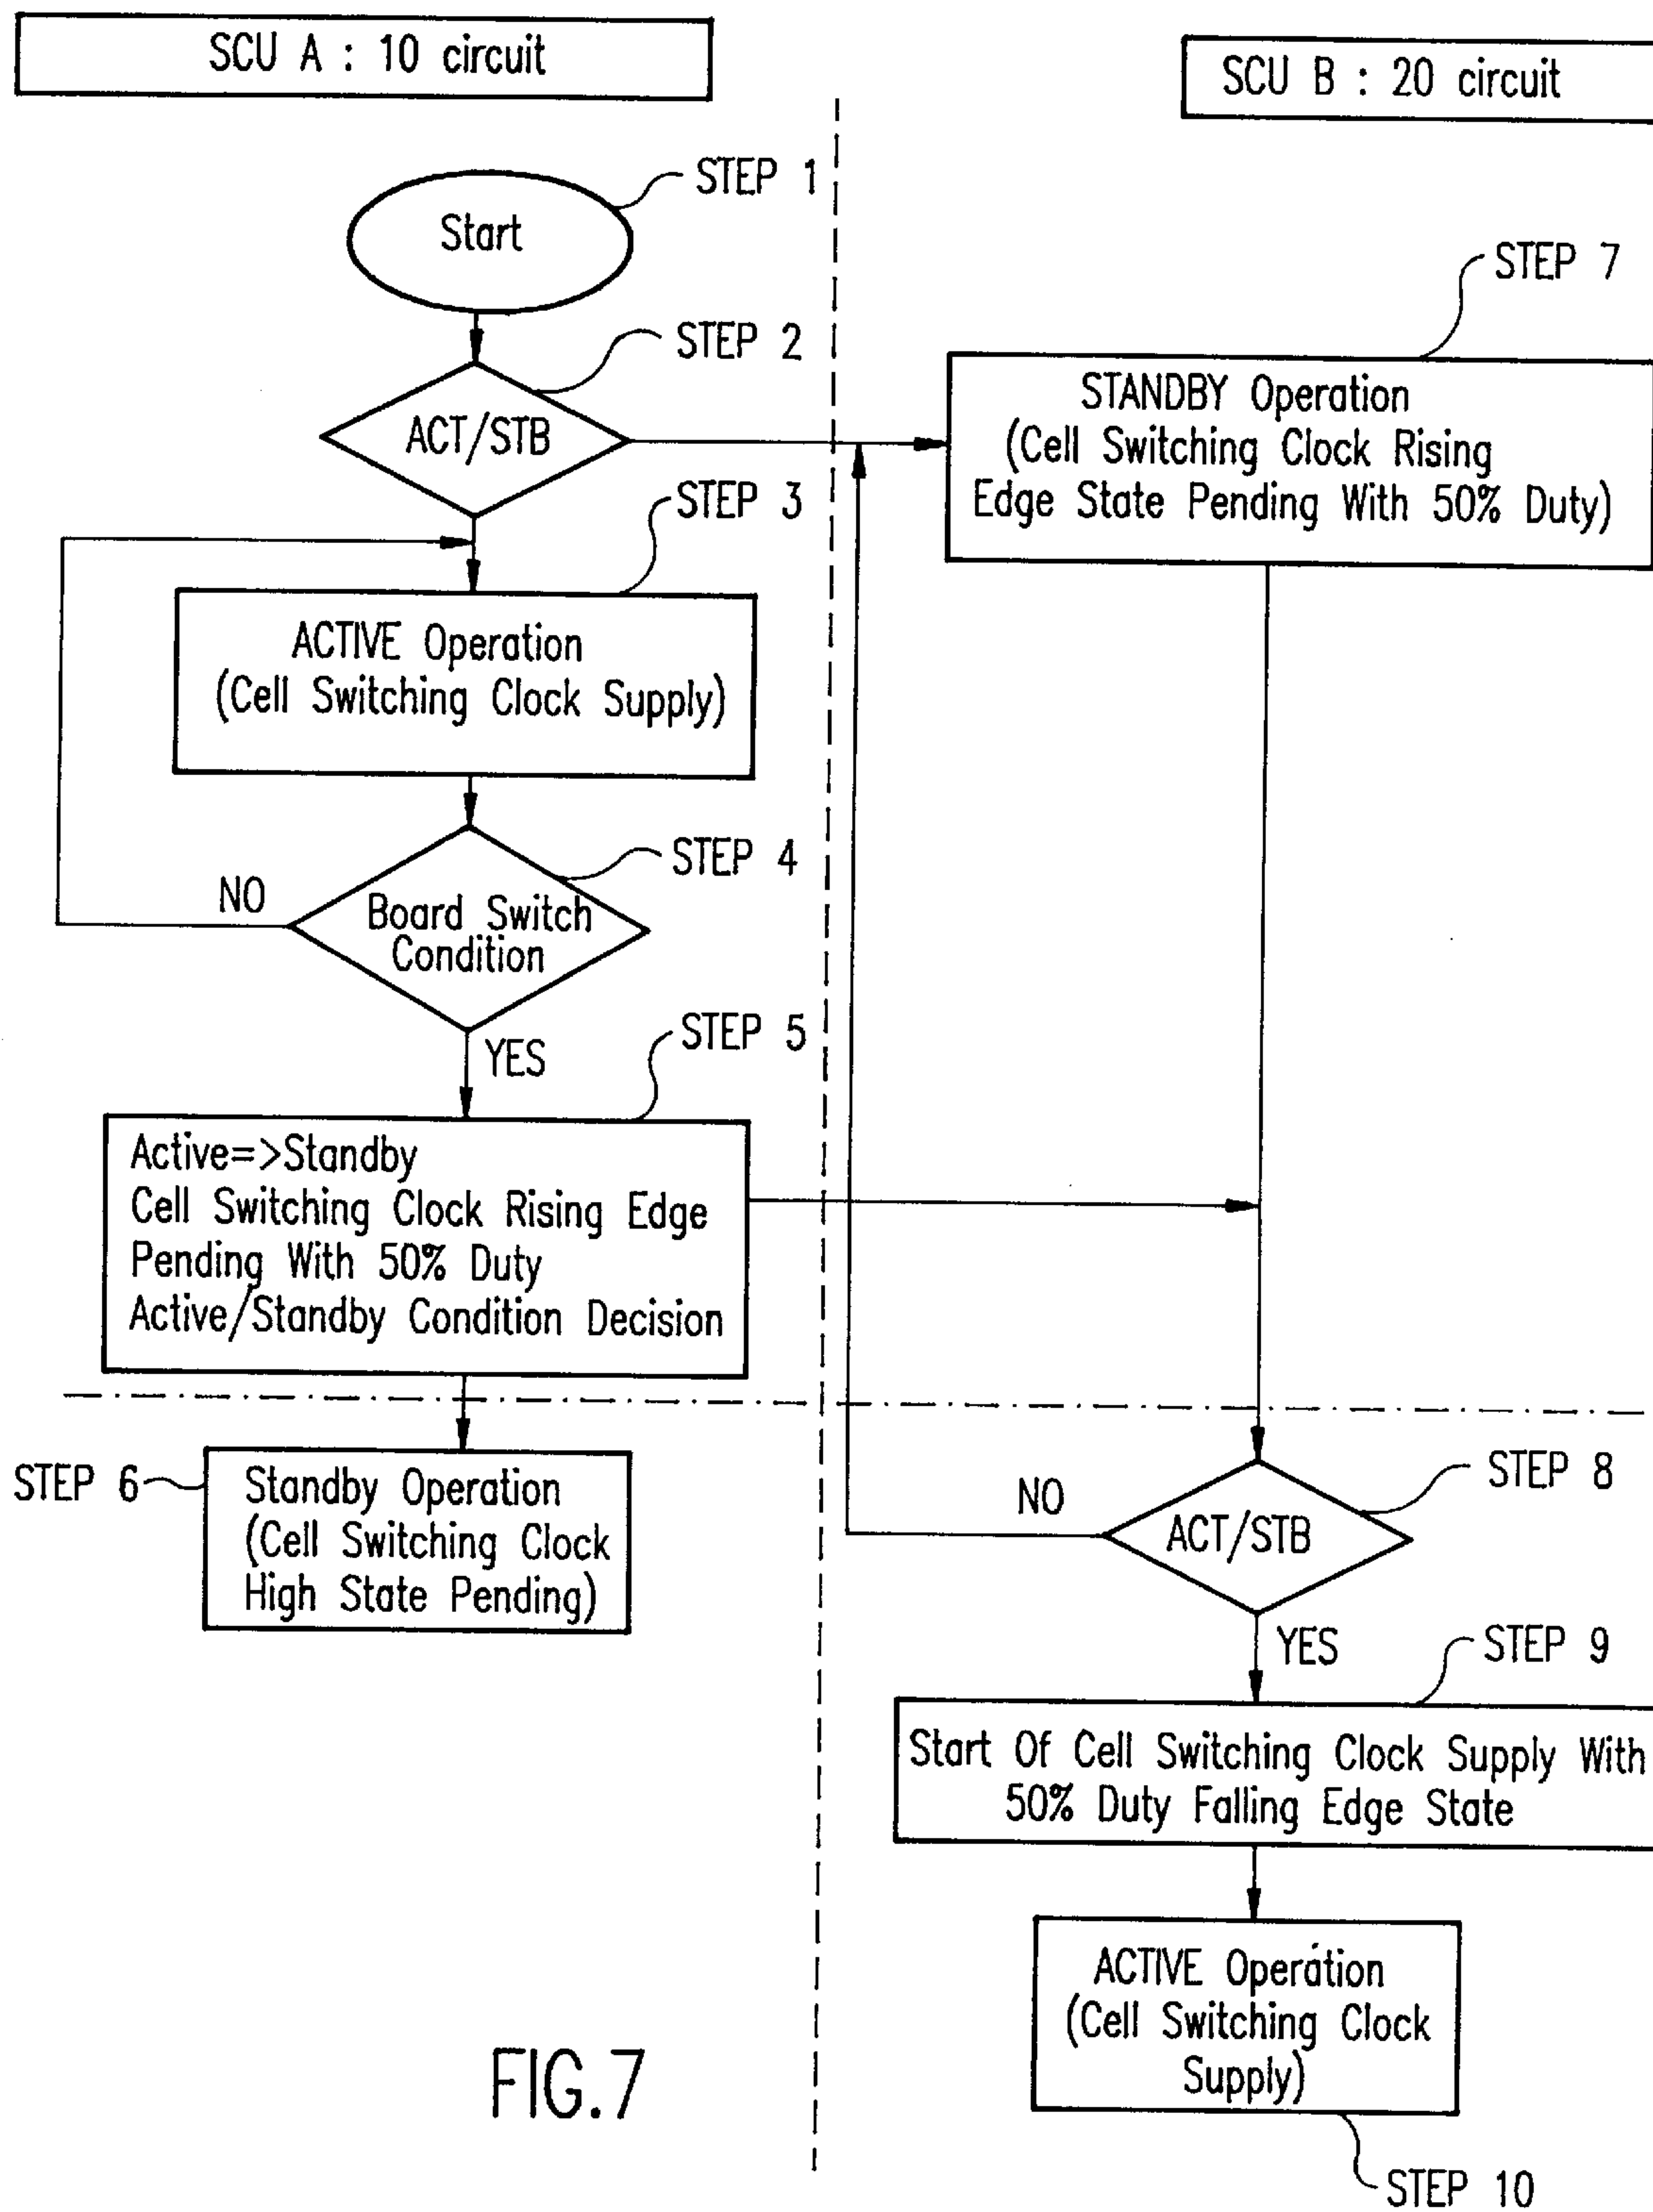 SCU A : 10 circuit
SCU B : 20 circuit
STEP 1
Start
STEP 2
ACT/STB
STEP 3
ACTIVE Operation
(Cell Switching Clock Supply)
STEP 4
NO
Board Switch
Condition
YES
STEP 5
Active=>Standby
Cell Switching Clock Rising Edge
Pending With 50% Duty
Active/Standby Condition Decision
STEP 6
Standby Operation
(Cell Switching Clock
High State Pending)
STEP 7
STANDBY Operation
(Cell Switching Clock Rising
Edge State Pending With 50% Duty)
STEP 8
NO
ACT/STB
YES
STEP 9
Start Of Cell Switching Clock Supply With
50% Duty Falling Edge State
ACTIVE Operation
(Cell Switching Clock
Supply)
STEP 10
FIG.7